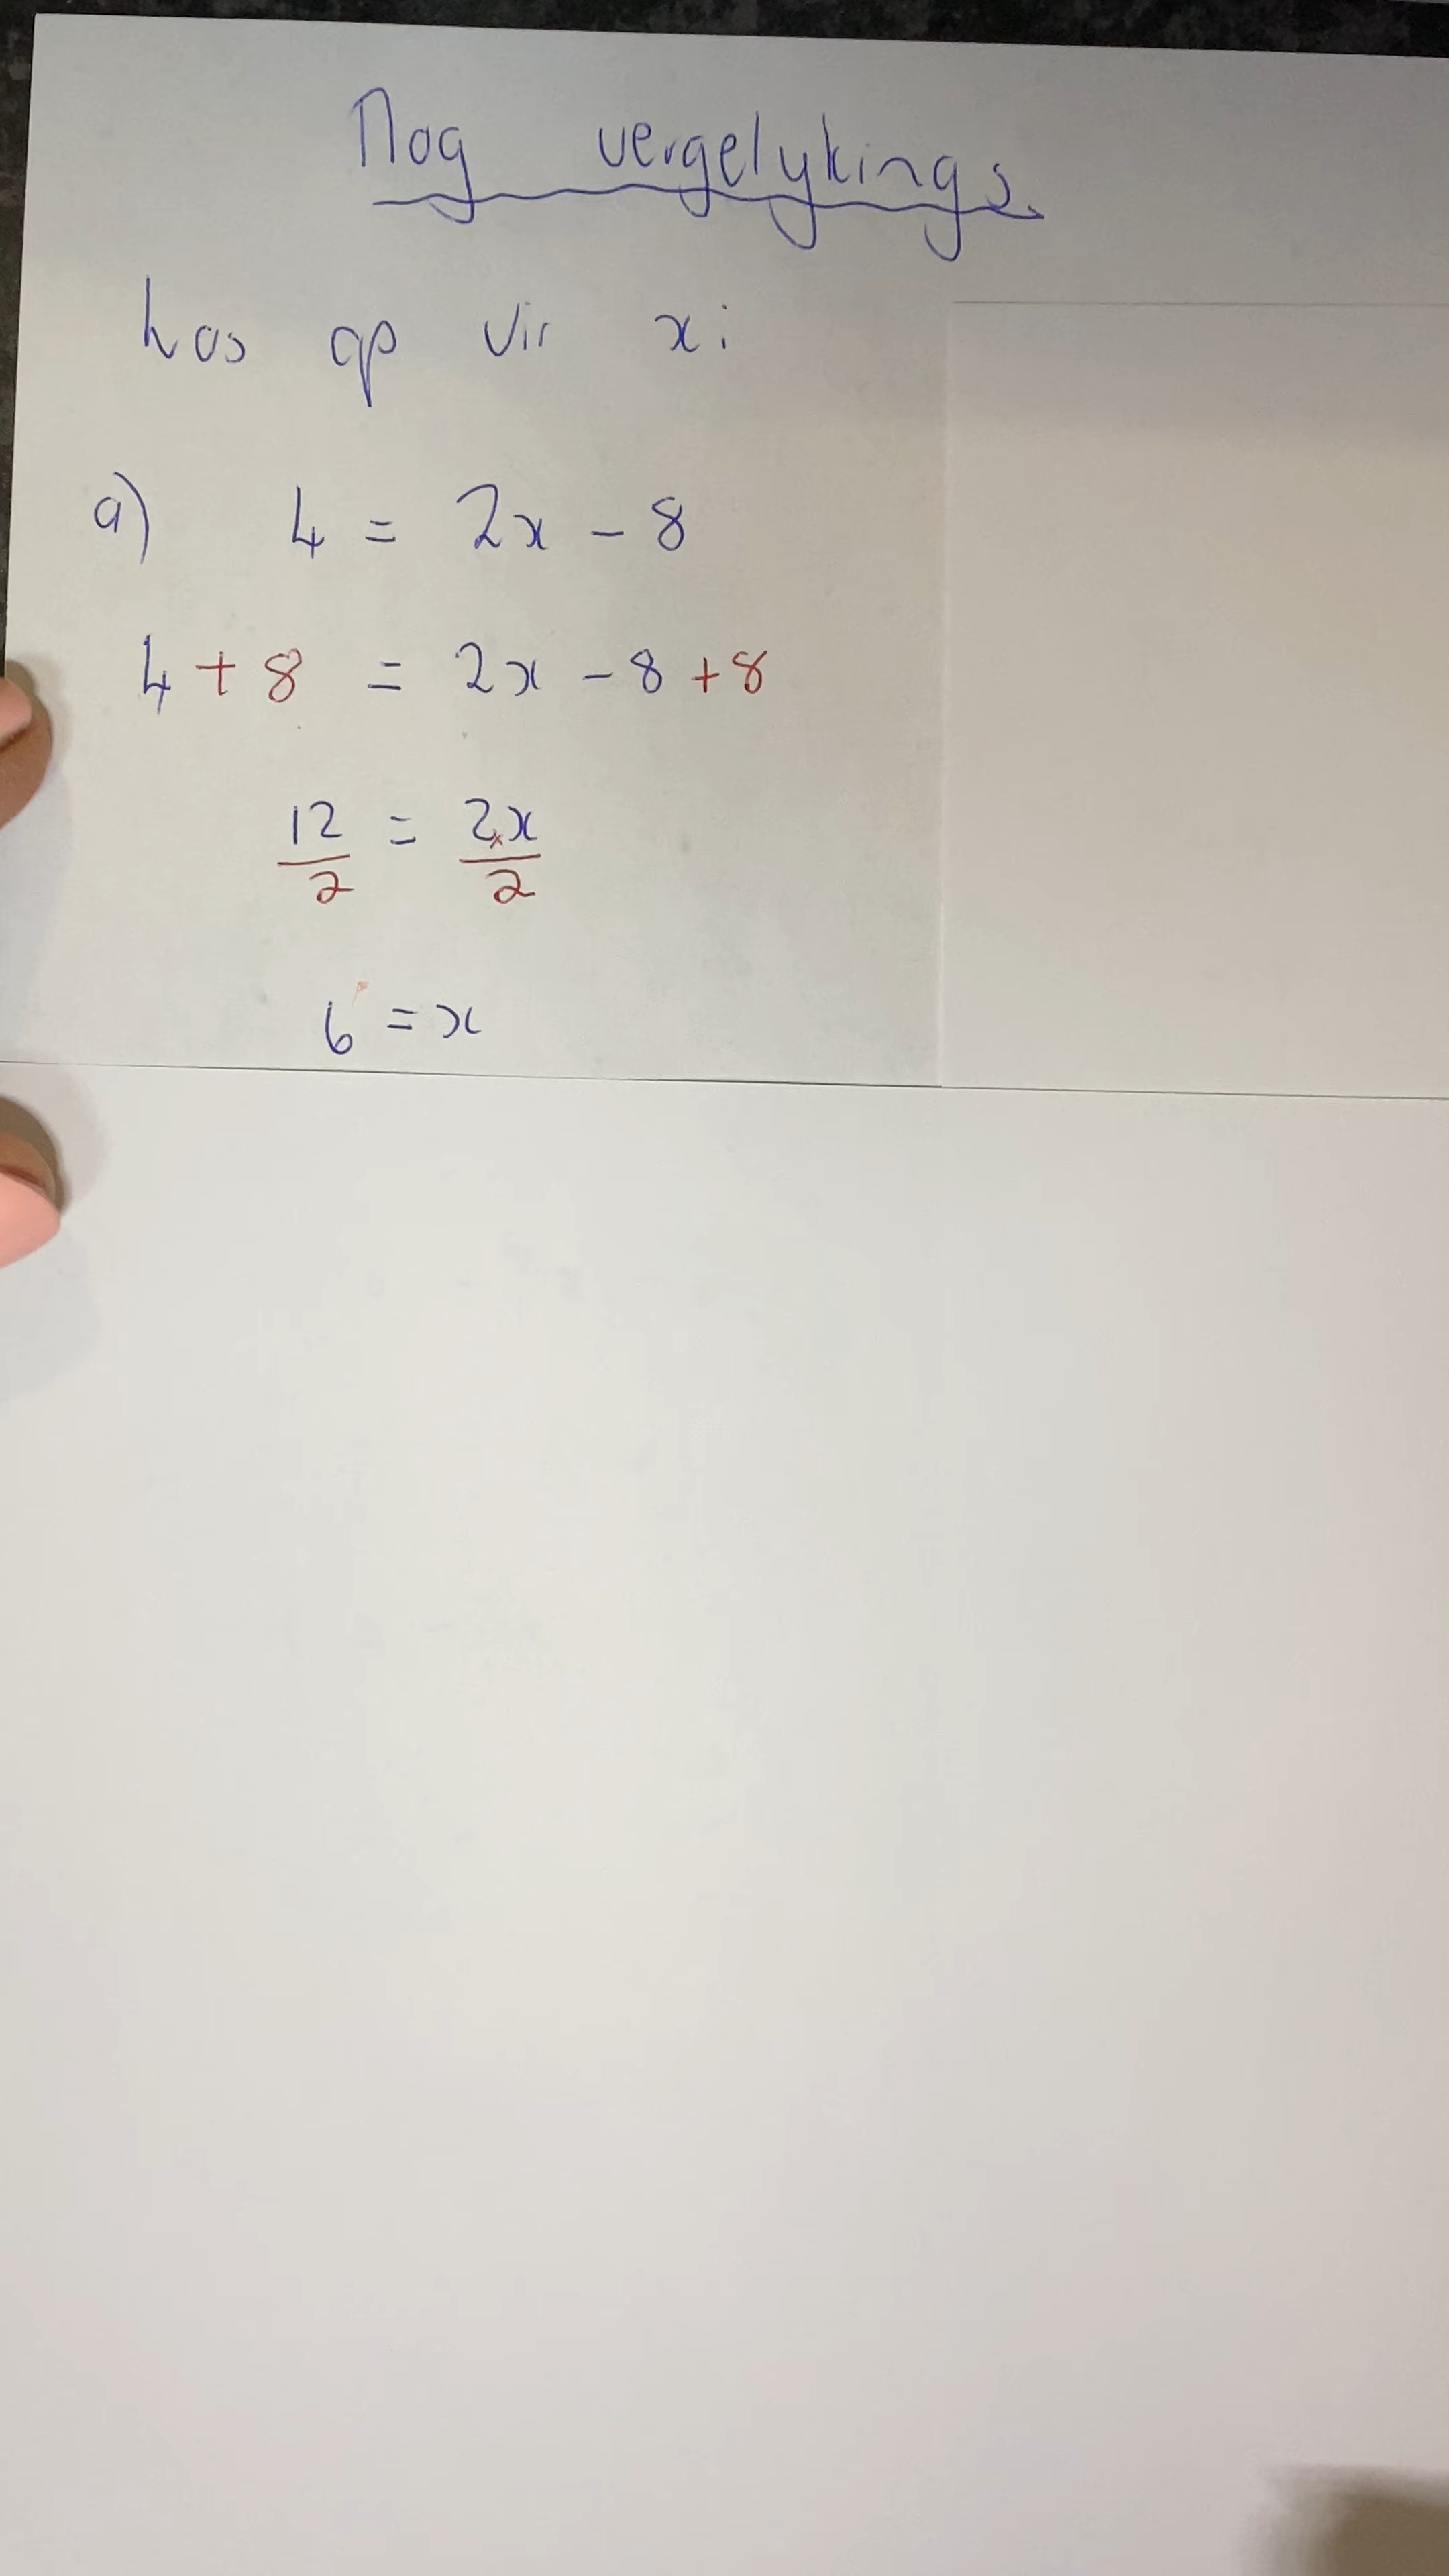 Nog vergelykings
Los op vir x:
a) 4 = 2x - 8
4 + 8 = 2x - 8 + 8
12/2 = 2x/2
6 = x